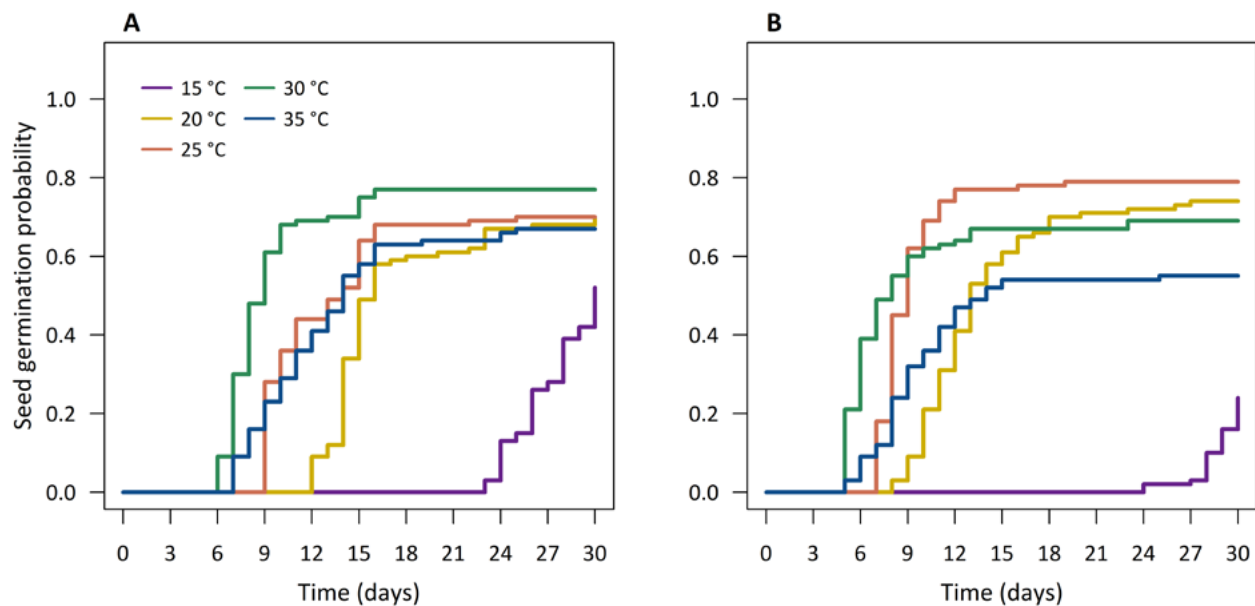 A
B
15 °C
30 °C
20 °C
35 °C
25 °C
1.0
0.8
0.6
0.4
0.2
0.0
Seed germination probability
0 3 6 9 12 15 18 21 24 27 30
Time (days)
1.0
0.8
0.6
0.4
0.2
0.0
Seed germination probability
0 3 6 9 12 15 18 21 24 27 30
Time (days)